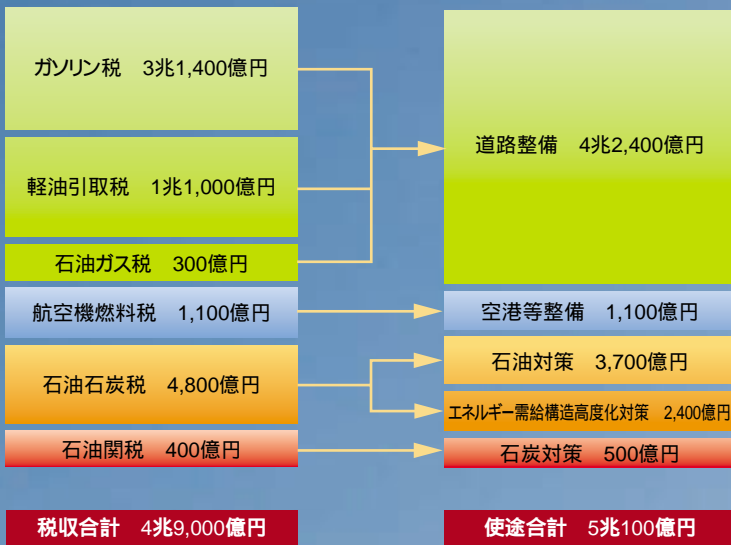 ガソリン税 3兆1,400億円
軽油引取税 1兆1,000億円
石油ガス税 300億円
航空機燃料税 1,100億円
石油石炭税 4,800億円
石油関税 400億円
税収合計 4兆9,000億円
道路整備 4兆2,400億円
空港等整備 1,100億円
石油対策 3,700億円
エネルギー需給構造高度化対策 2,400億円
石炭対策 500億円
使途合計 5兆100億円